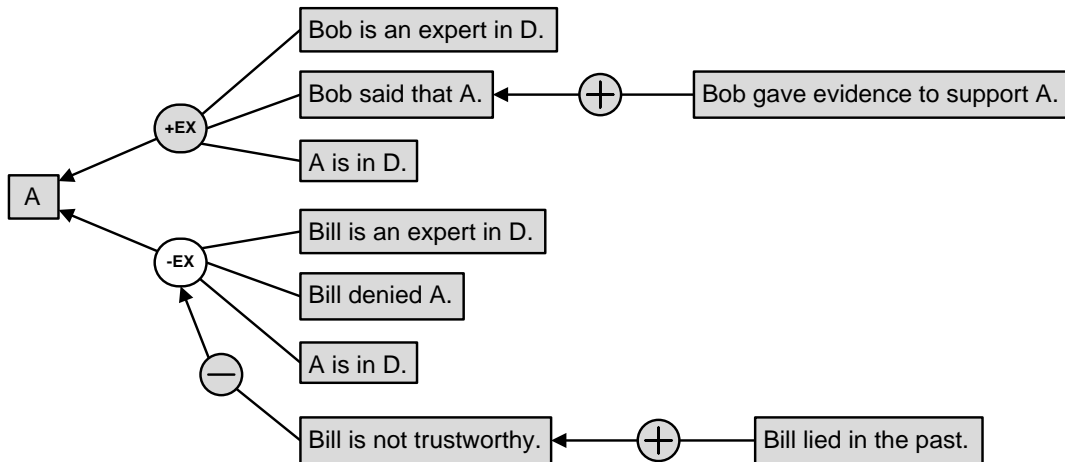 Bob is an expert in D.
Bob said that A.
+
Bob gave evidence to support A.
+EX
A is in D.
A
Bill is an expert in D.
-EX
Bill denied A.
A is in D.
−
Bill is not trustworthy.
+
Bill lied in the past.